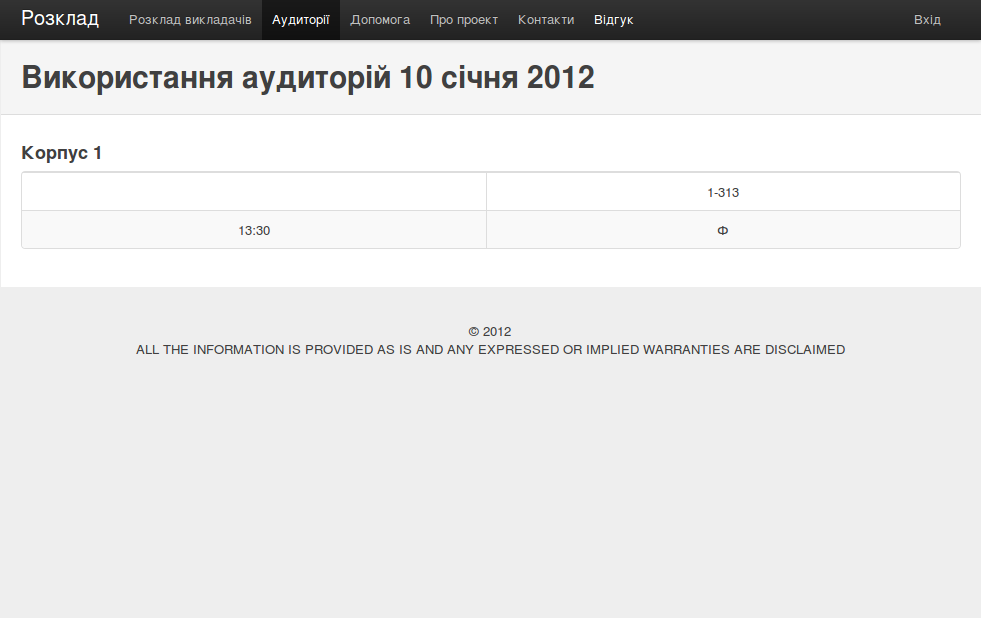 Розклад Розклад викладачів Аудиторії Допомога Про проект Контакти Відгук Вхід
Використання аудиторій 10 січня 2012
Корпус 1
1-313
13:30 Ф
© 2012
ALL THE INFORMATION IS PROVIDED AS IS AND ANY EXPRESSED OR IMPLIED WARRANTIES ARE DISCLAIMED